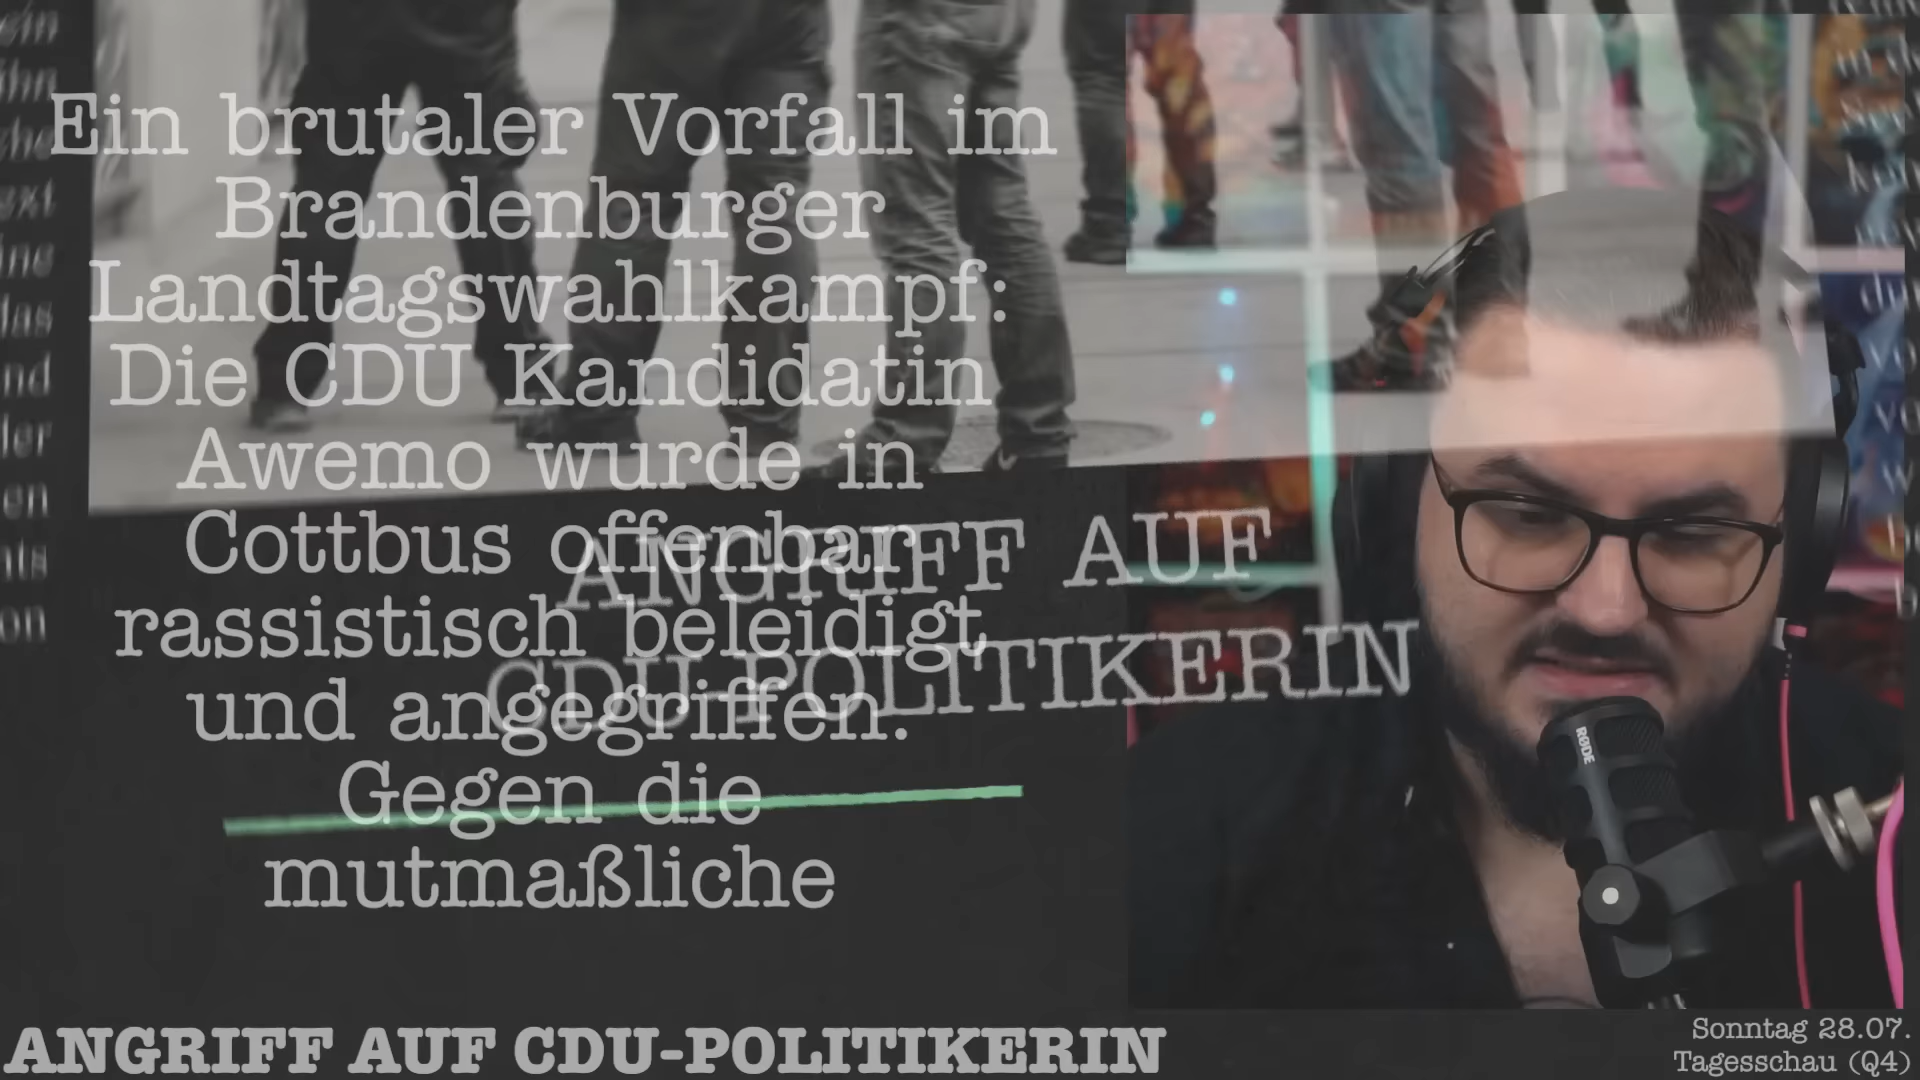 Ein brutaler Vorfall im
Brandenburger
Landtagswahlkampf:
Die CDU Kandidatin
Awemo wurde in
Cottbus offenbar
rassistisch beleidigt
und angegriffen.
Gegen die
mutmaßliche
ANGRIFF AUF
CDU-POLITIKERIN
RØDE
ANGRIFF AUF CDU-POLITIKERIN
Sonntag 28.07.
Tagesschau (Q4)